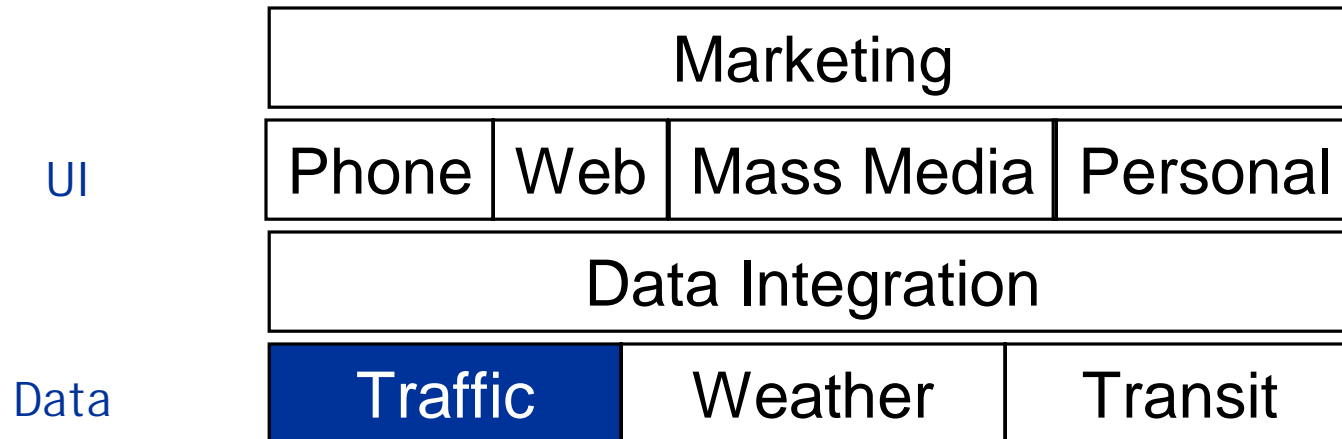 Marketing
UI Phone Web Mass Media Personal
Data Integration
Data Traffic Weather Transit